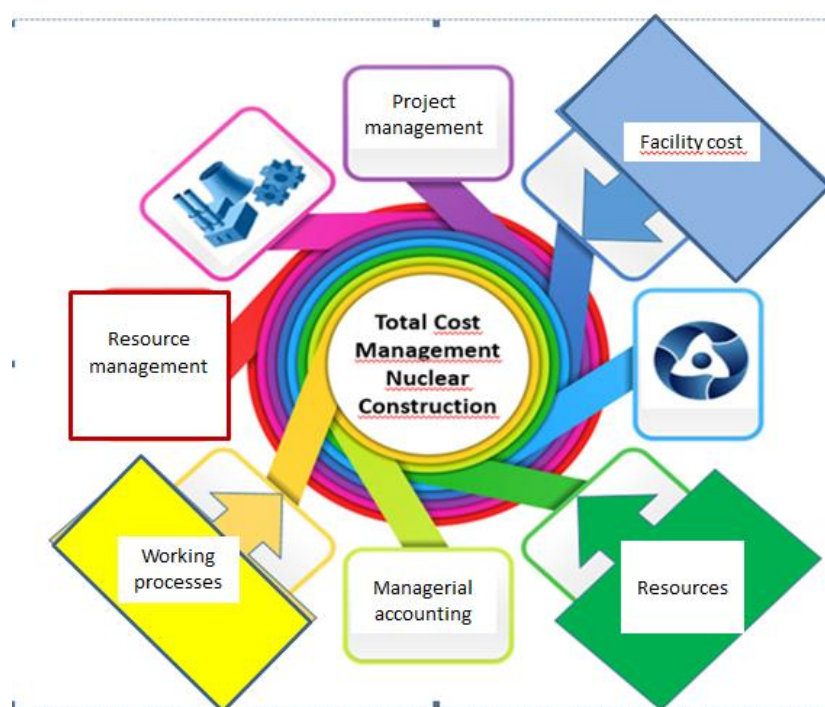 Project
management
Facility cost
Total Cost
Management
Nuclear
Construction
Resource
management
Working
processes
Managerial
accounting
Resources